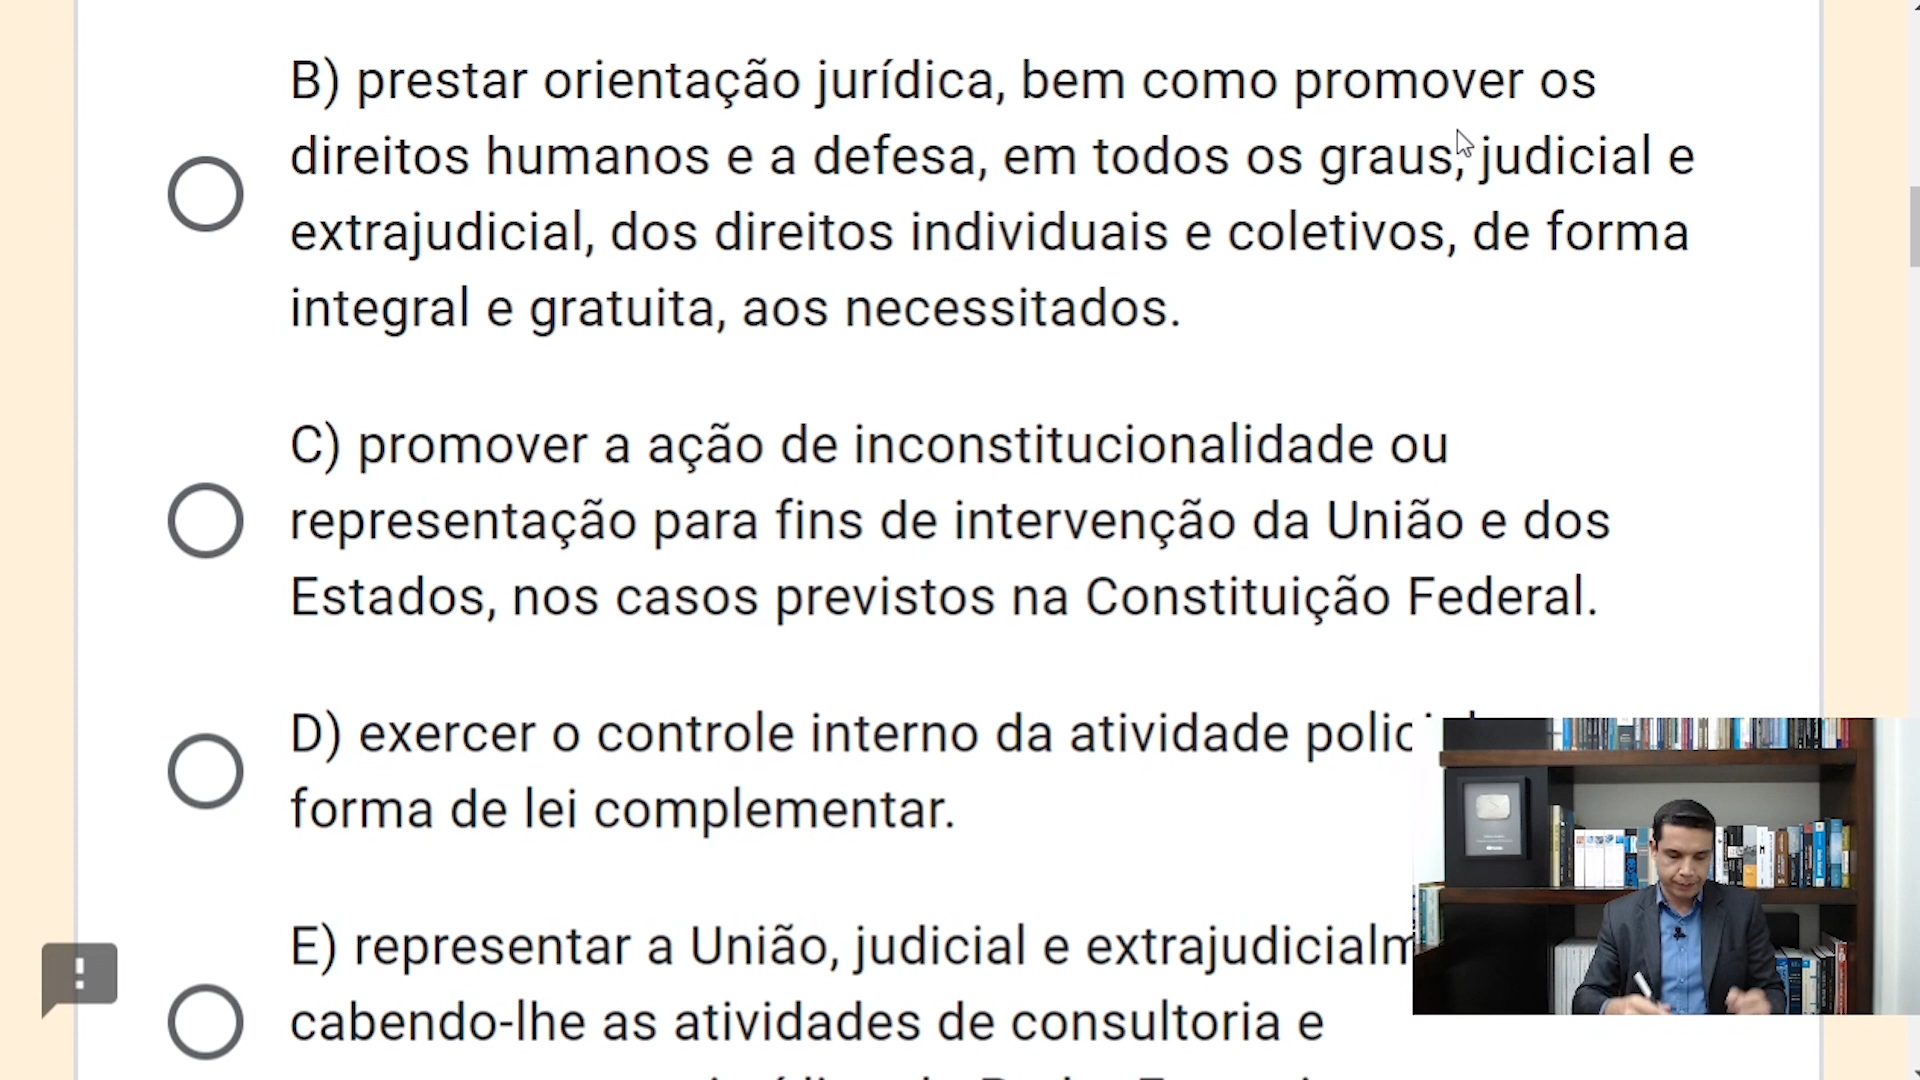 B) prestar orientação jurídica, bem como promover os
direitos humanos e a defesa, em todos os graus, judicial e
extrajudicial, dos direitos individuais e coletivos, de forma
integral e gratuita, aos necessitados.
C) promover a ação de inconstitucionalidade ou
representação para fins de intervenção da União e dos
Estados, nos casos previstos na Constituição Federal.
D) exercer o controle interno da atividade
forma de lei complementar.
E) representar a União, judicial e
cabendo-lhe as atividades de consultoria e